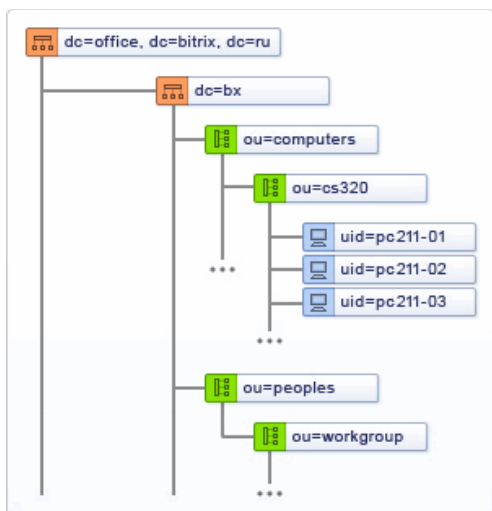 dc=office, dc=bitrix, dc=ru
dc=bx
ou=computers
ou=cs320
uid=pc211-01
uid=pc211-02
...
uid=pc211-03
...
ou=peoples
ou=workgroup
...